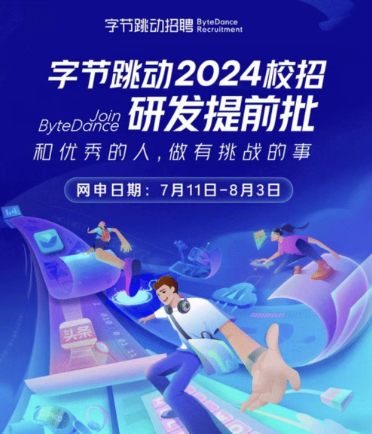 字节跳动招聘 ByteDance Recruitment
字节跳动2024校招
Join ByteDance 研发提前批
和优秀的人,做有挑战的事
网申日期：7月11日-8月3日
头条